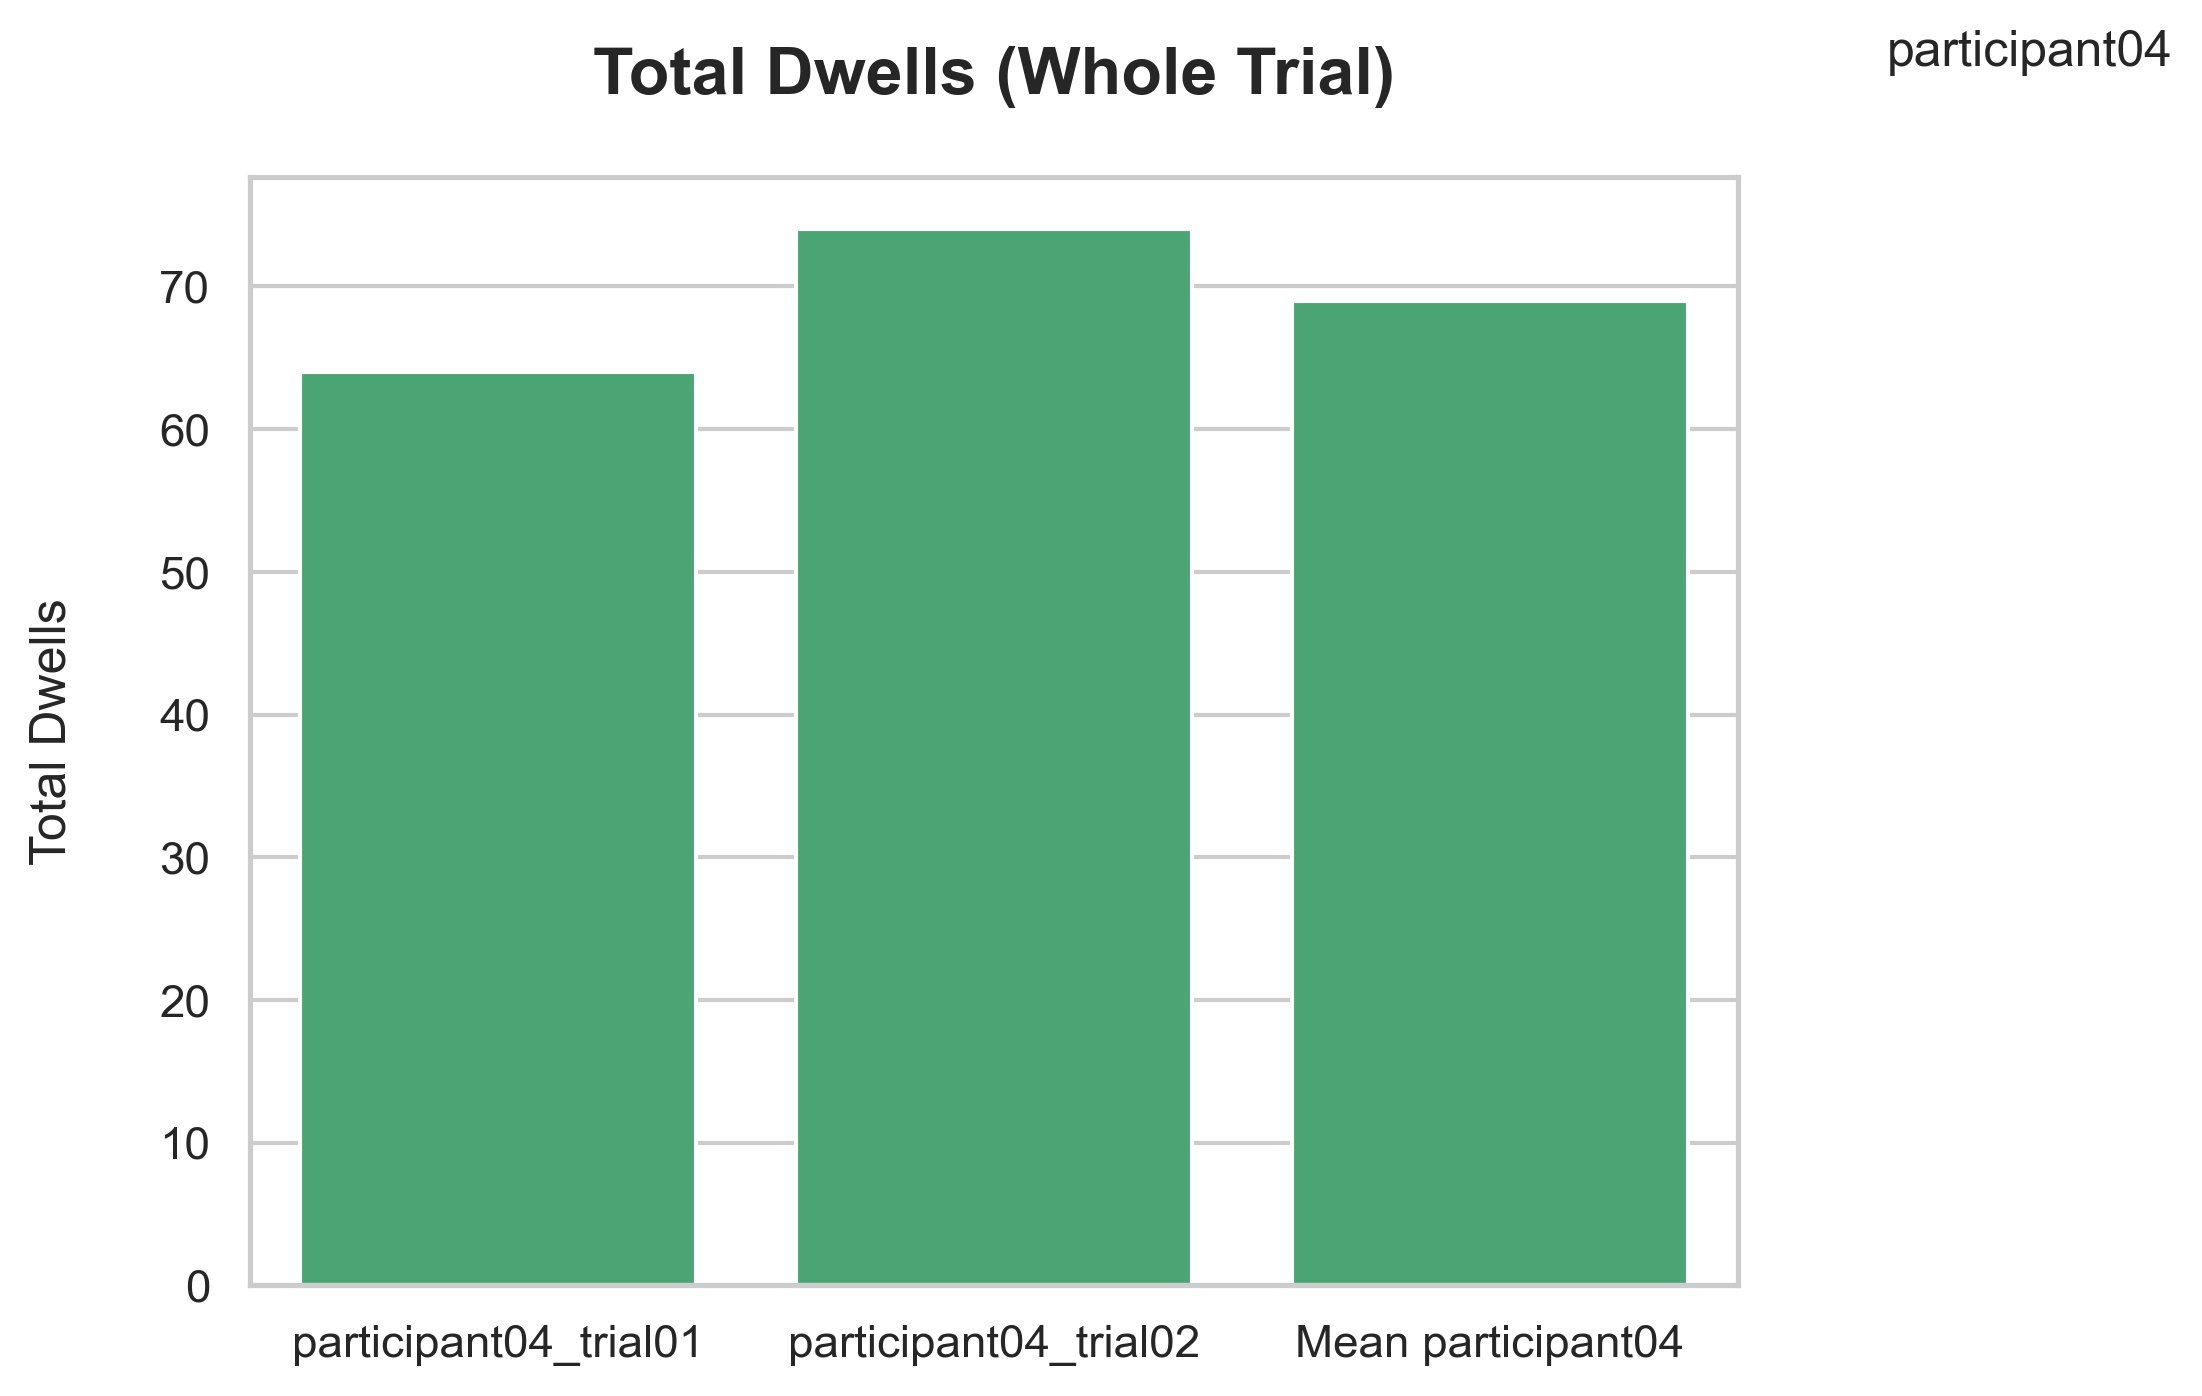 Total Dwells (Whole Trial)
participant04
Total Dwells
70
60
50
40
30
20
10
0
participant04_trial01
participant04_trial02
Mean participant04